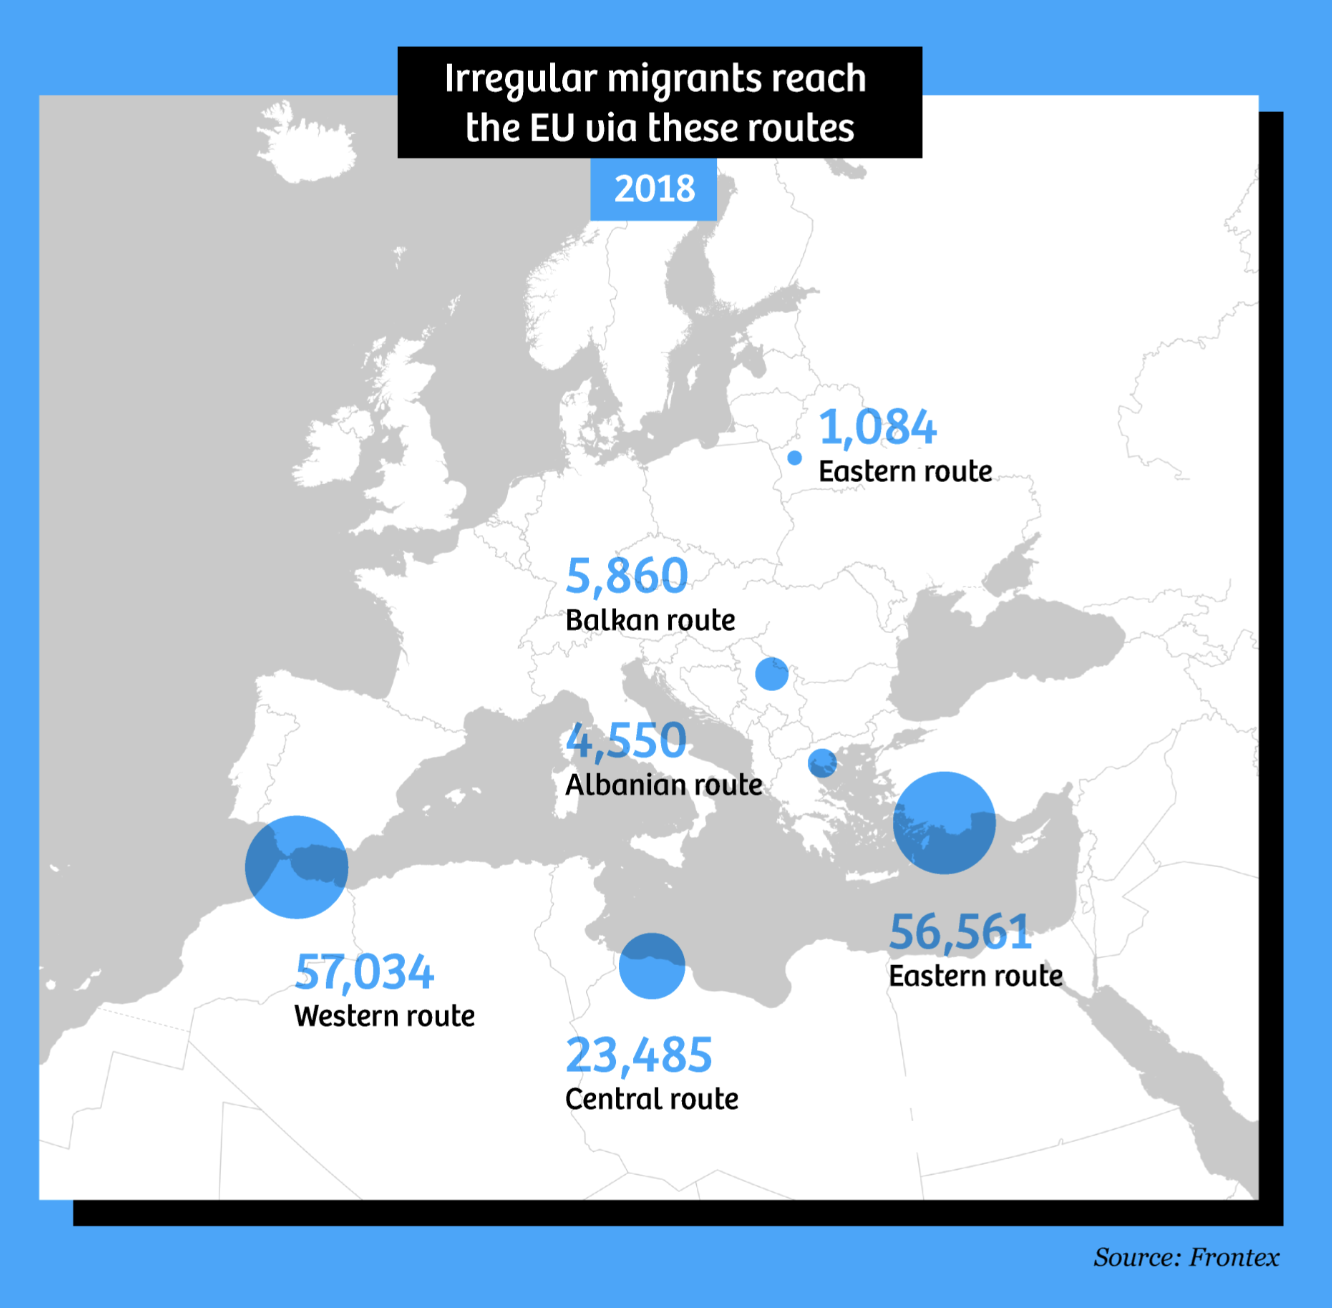 Irregular migrants reach
the EU via these routes
2018
1,084
Eastern route
5,860
Balkan route
4,550
Albanian route
56,561
Eastern route
57,034
Western route
23,485
Central route
Source: Frontex